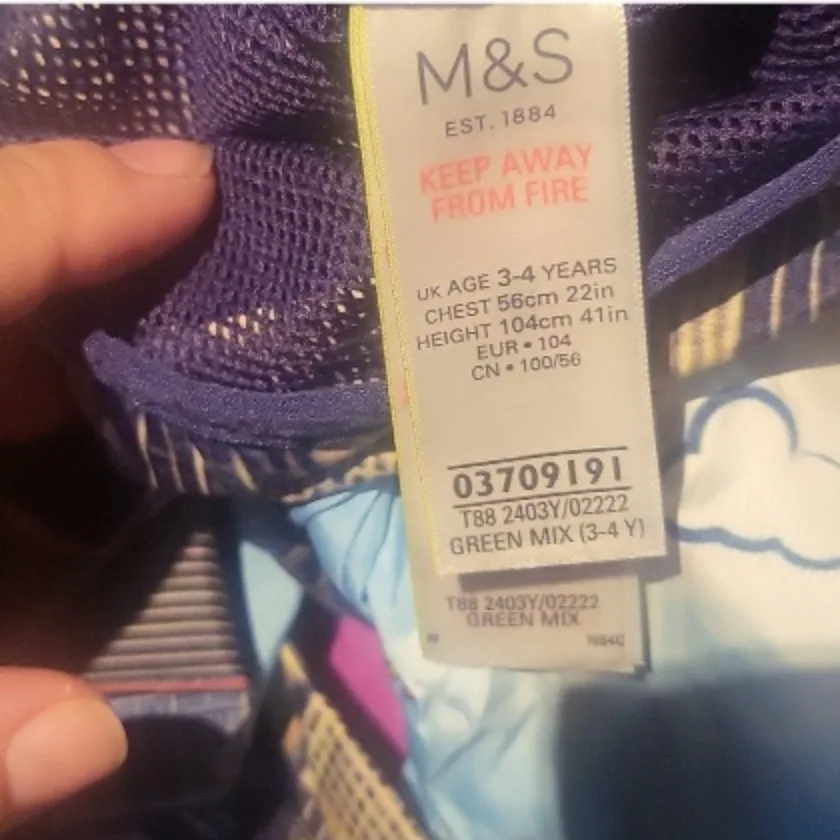 M&S
EST. 1884
KEEP AWAY
FROM FIRE
UK AGE 3-4 YEARS
CHEST 56cm 22in
HEIGHT 104cm 41in
EUR • 104
CN • 100/56
03709191
T88 2403Y/02222
GREEN MIX (3-4 Y)
T88 2403Y/02222
GREEN MIX